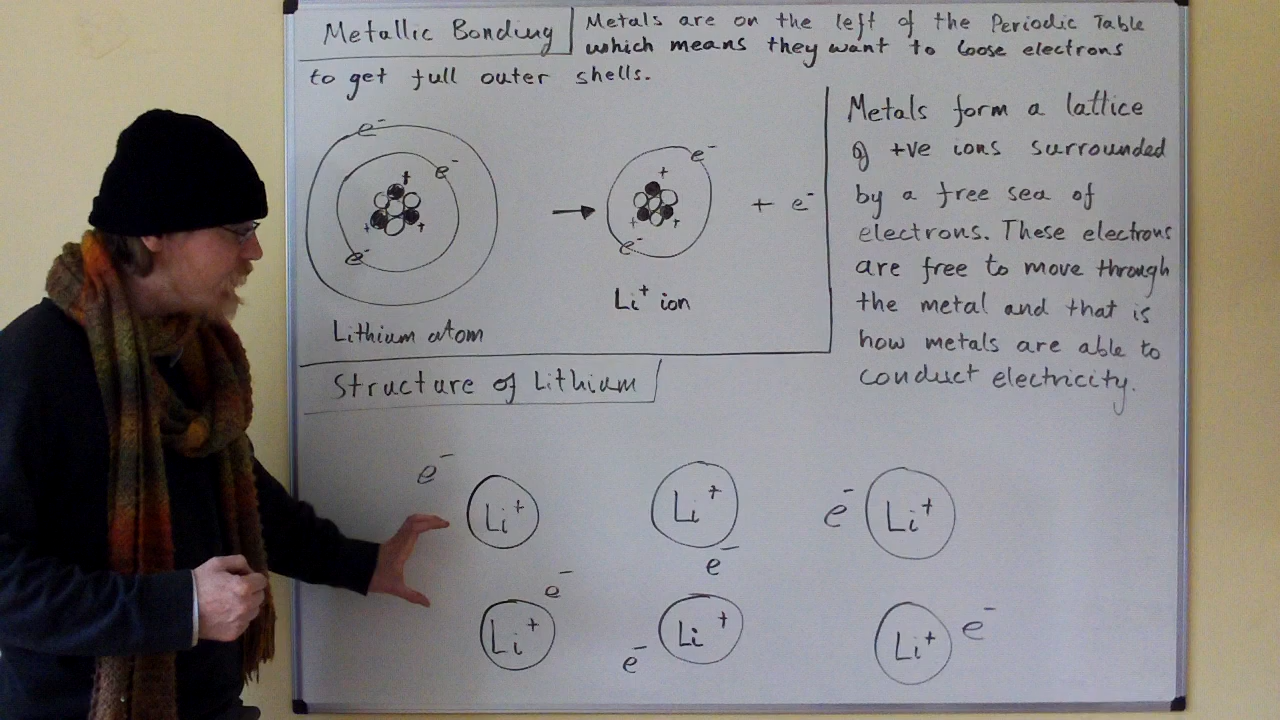 Metallic Bonding
Metals are on the left of the Periodic Table
which means they want to loose electrons
to get full outer shells.
e⁻
e⁻
e⁻
+
+
+
Lithium atom
e⁻
e⁻
+
+
+
+ e⁻
Li⁺ ion
Metals form a lattice
of +ve ions surrounded
by a free sea of
electrons. These electrons
are free to move through
the metal and that is
how metals are able to
conduct electricity.
Structure of Lithium
e⁻ Li⁺ Li⁺ e⁻ Li⁺
e⁻ e⁻
Li⁺ e⁻ Li⁺ Li⁺ e⁻